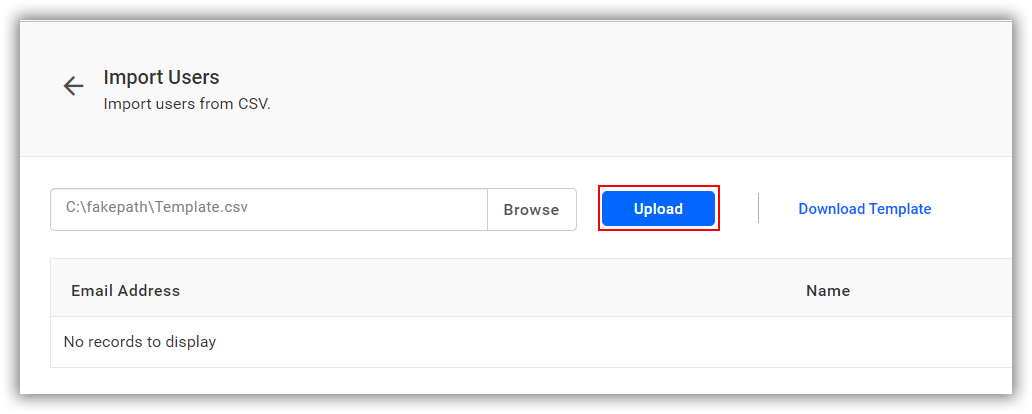 Import Users
Import users from CSV.
C:\fakepath\Template.csv Browse Upload Download Template
Email Address Name
No records to display